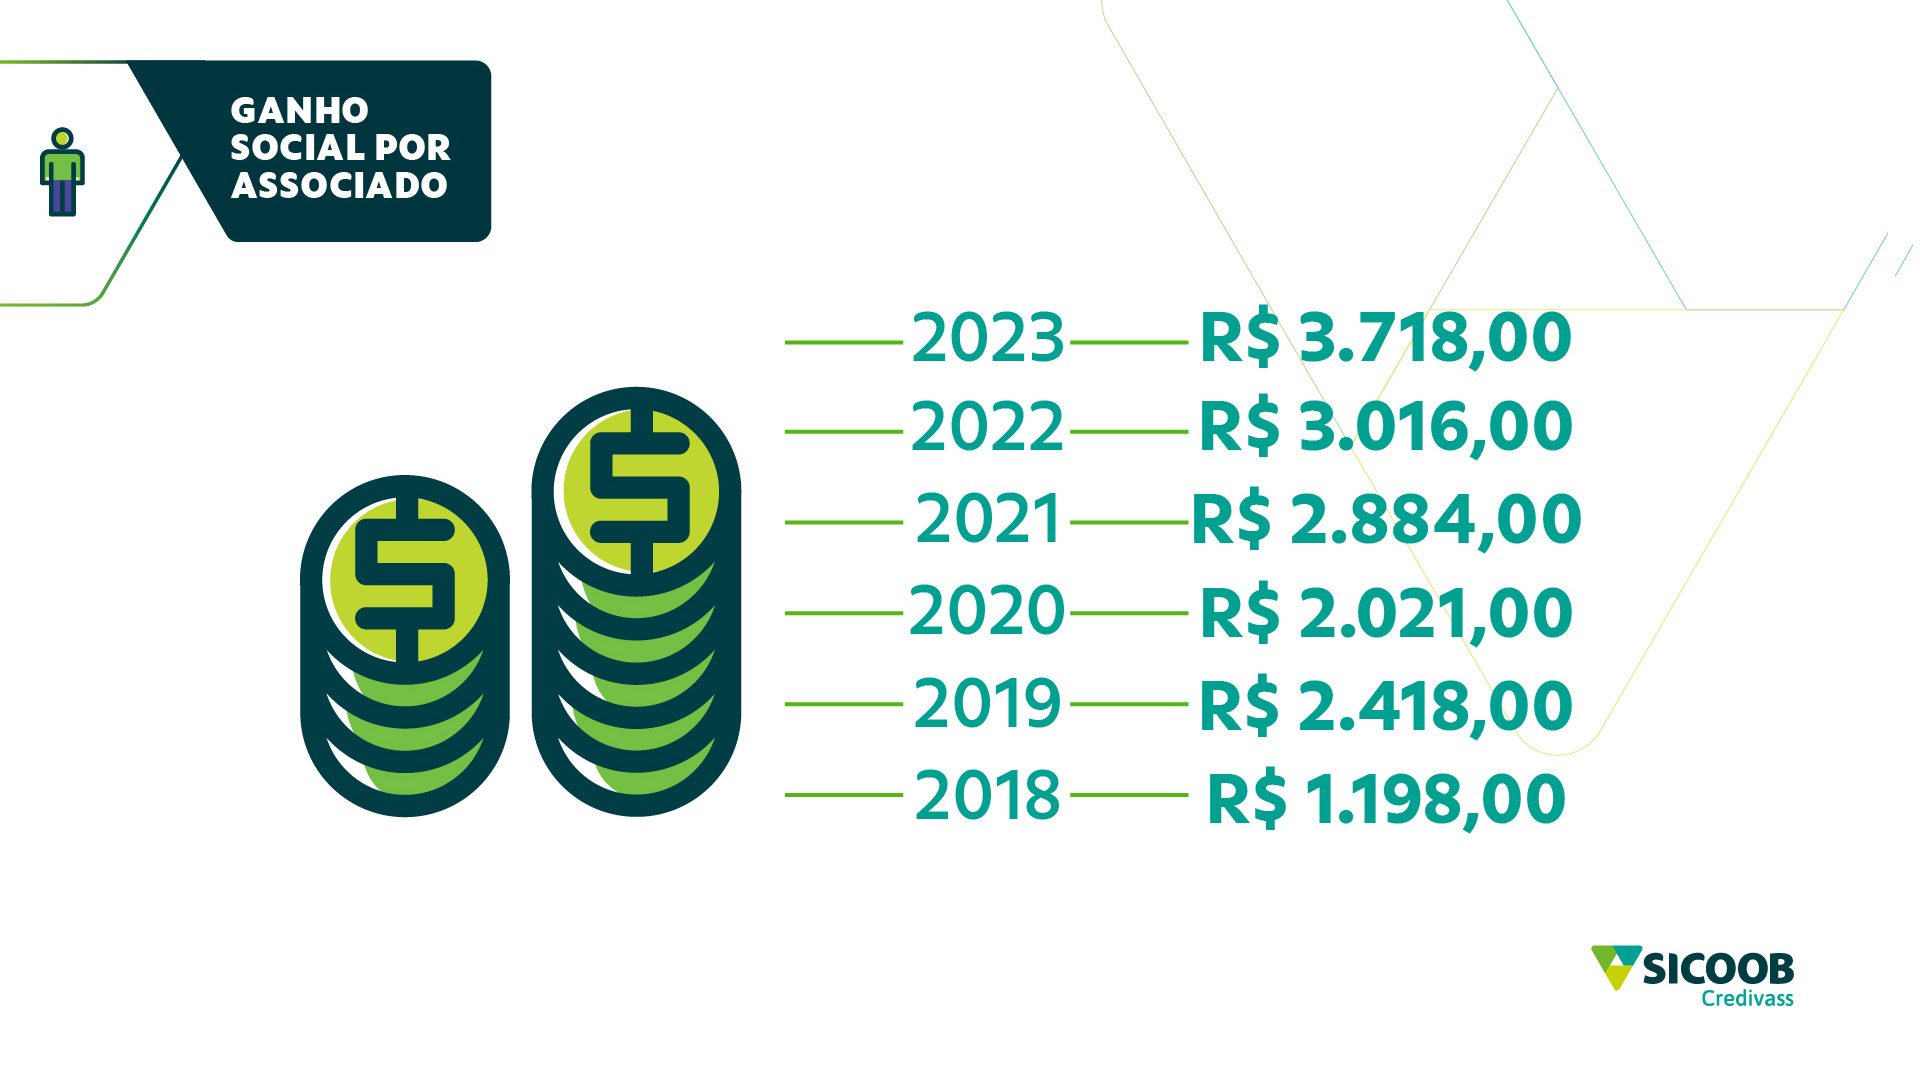 GANHO
SOCIAL POR
ASSOCIADO
2023 R$ 3.718,00
2022 R$ 3.016,00
2021 R$ 2.884,00
2020 R$ 2.021,00
2019 R$ 2.418,00
2018 R$ 1.198,00
SICOOB
Credivass